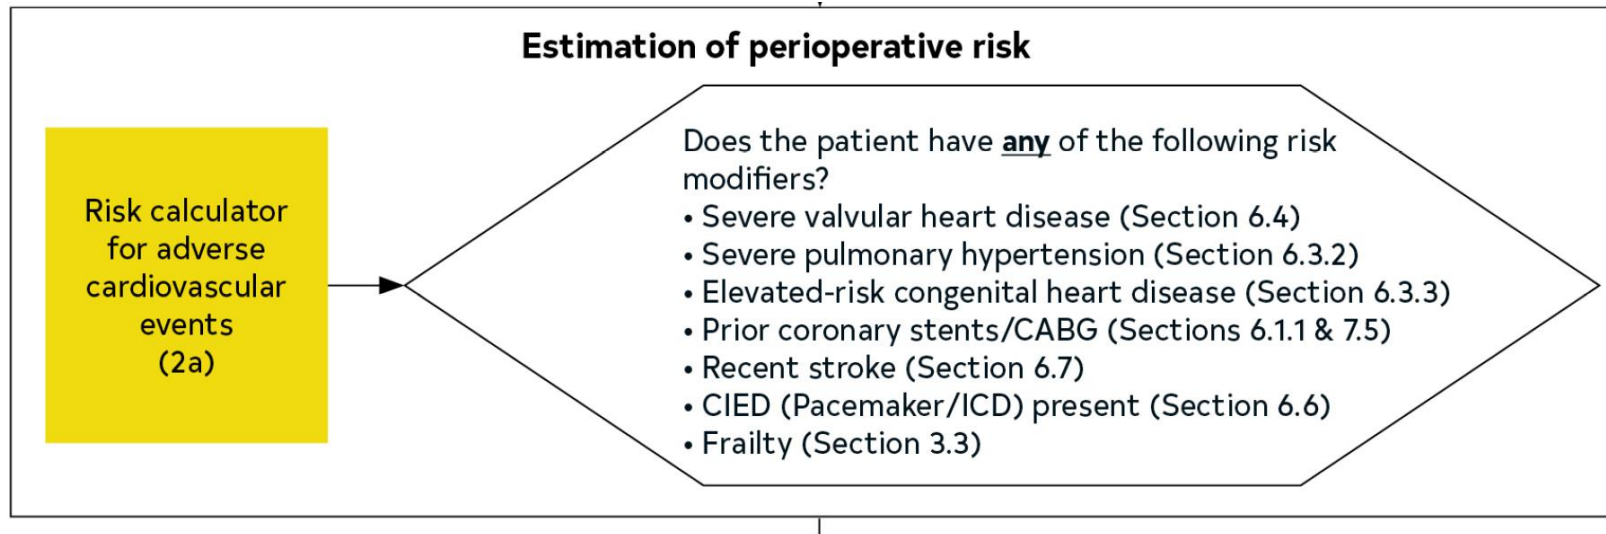 Estimation of perioperative risk
Risk calculator
for adverse
cardiovascular
events
(2a)
Does the patient have any of the following risk
modifiers?
• Severe valvular heart disease (Section 6.4)
• Severe pulmonary hypertension (Section 6.3.2)
• Elevated-risk congenital heart disease (Section 6.3.3)
• Prior coronary stents/CABG (Sections 6.1.1 & 7.5)
• Recent stroke (Section 6.7)
• CIED (Pacemaker/ICD) present (Section 6.6)
• Frailty (Section 3.3)